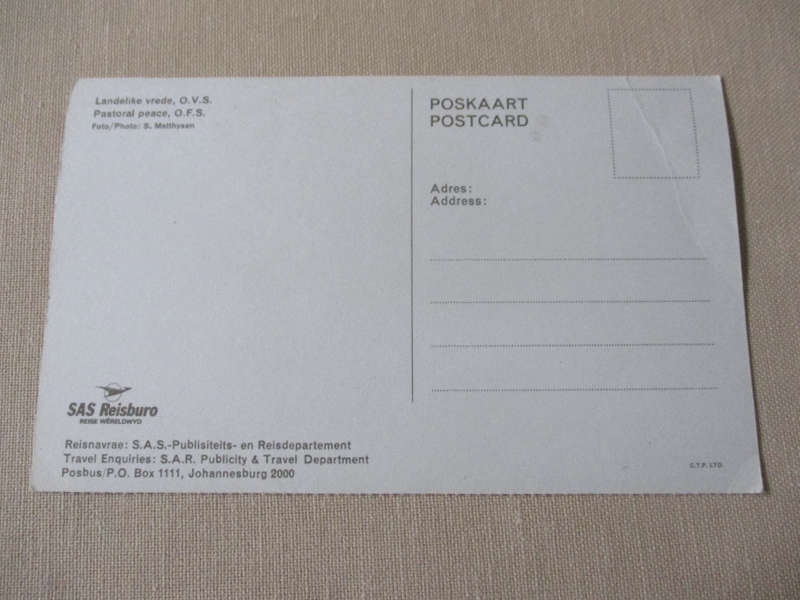 Landelike vrede, O.V.S.
Pastoral peace, O.F.S.
Foto/Photo: S. Matthysen
POSKAART
POSTCARD
Adres:
Address:
SAS Reisburo
REISE WÊRELDWYD
Reisnavrae: S.A.S.-Publisiteits- en Reisdepartement
Travel Enquiries: S.A.R. Publicity & Travel Department
Posbus/P.O. Box 1111, Johannesburg 2000
C.T.P. LTD.